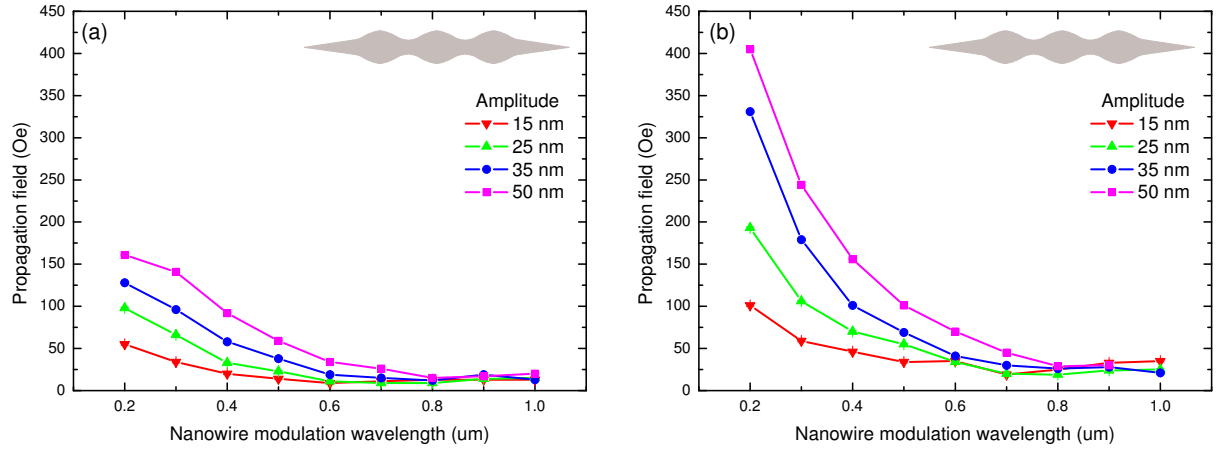 (a)
450
400
350
300
250
200
150
100
50
0
Propagation field (Oe)
Amplitude
15 nm
25 nm
35 nm
50 nm
0.2
0.4
0.6
0.8
1.0
Nanowire modulation wavelength (um)
(b)
450
400
350
300
250
200
150
100
50
0
Propagation field (Oe)
Amplitude
15 nm
25 nm
35 nm
50 nm
0.2
0.4
0.6
0.8
1.0
Nanowire modulation wavelength (um)